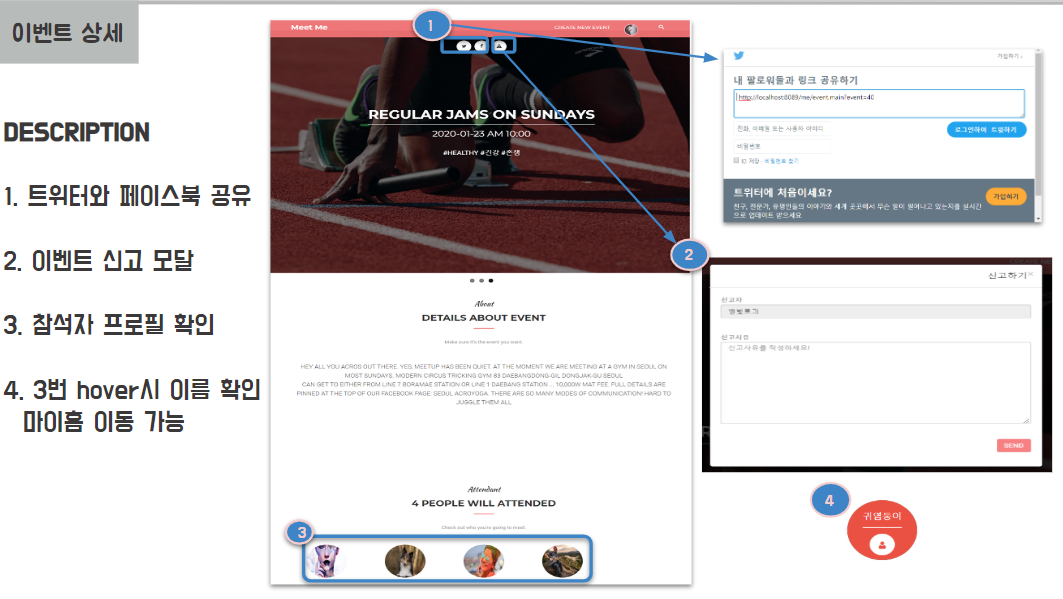 이벤트 상세
DESCRIPTION
1. 트위터와 페이스북 공유
2. 이벤트 신고 모달
3. 참석자 프로필 확인
4. 3번 hover시 이름 확인
마이홈 이동 가능
Meet Me
CREATE NEW EVENT
1
REGULAR JAMS ON SUNDAYS
2020-01-23 AM 10:00
#HEALTHY #건강 #존생
2
About
DETAILS ABOUT EVENT
Make sure it's the event you want.
HEY ALL YOU ACROS OUT THERE. YES, MEETUP HAS BEEN QUIET. AT THE MOMENT WE ARE MEETING AT A GYM IN SEOUL ON
MOST SUNDAYS. MODERN CIRCUS TRICKING GYM 83 DAEBANGDONG-GIL DONGJAK-GU SEOUL
CAN GET TO EITHER FROM LINE 7 BORAMAE STATION OR LINE 1 DAEBANG STATION ... 10,000W MAT FEE. FULL DETAILS ARE
PINNED AT THE TOP OF OUR FACEBOOK PAGE: SEOUL ACROYOGA. THERE ARE SO MANY MODES OF COMMUNICATION! HARD TO
JUGGLE THEM ALL
Attendant
4 PEOPLE WILL ATTENDED
Check out who you're going to meet.
3
가입하기 ›
내 팔로워들과 링크 공유하기
http://localhost:8089/me/event.main?event=40
전화, 이메일 또는 사용자 아이디
로그인하여 트윗하기
비밀번호
ID 저장 · 비밀번호 찾기
트위터에 처음이세요?
친구, 전문가, 유명인들의 이야기와 세계 곳곳에서 무슨 일이 일어나고 있는지를 실시간
으로 업데이트 받으세요
가입하기
신고하기 ×
신고자
신고사유
신고사유를 작성하세요!
SEND
4
귀염둥이